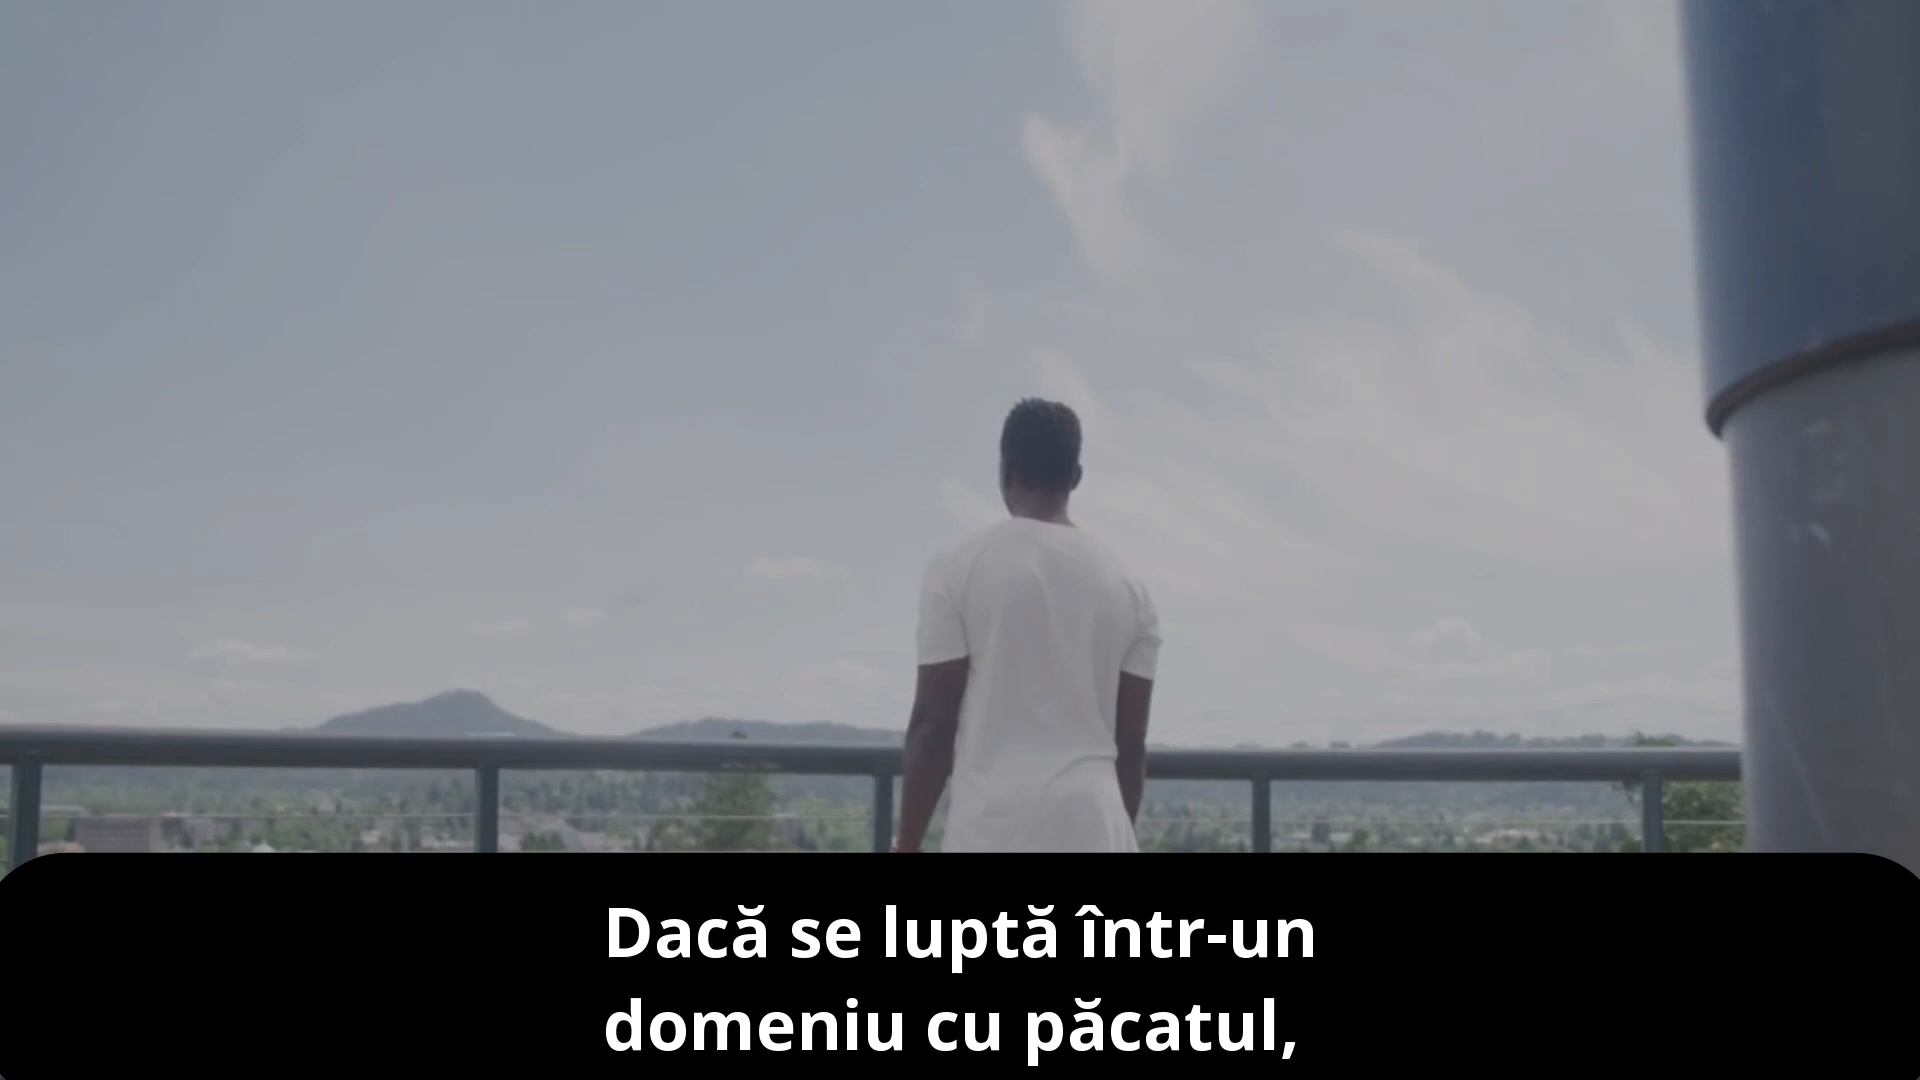 Dacă se luptă într-un
domeniu cu păcatul,